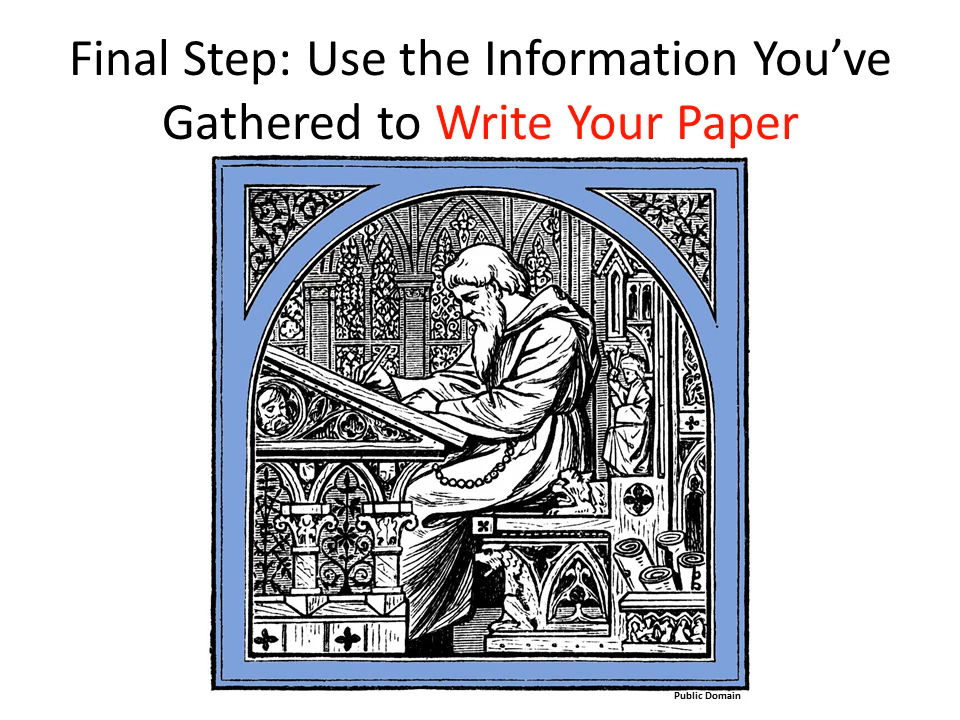 Final Step: Use the Information You’ve
Gathered to Write Your Paper
Public Domain